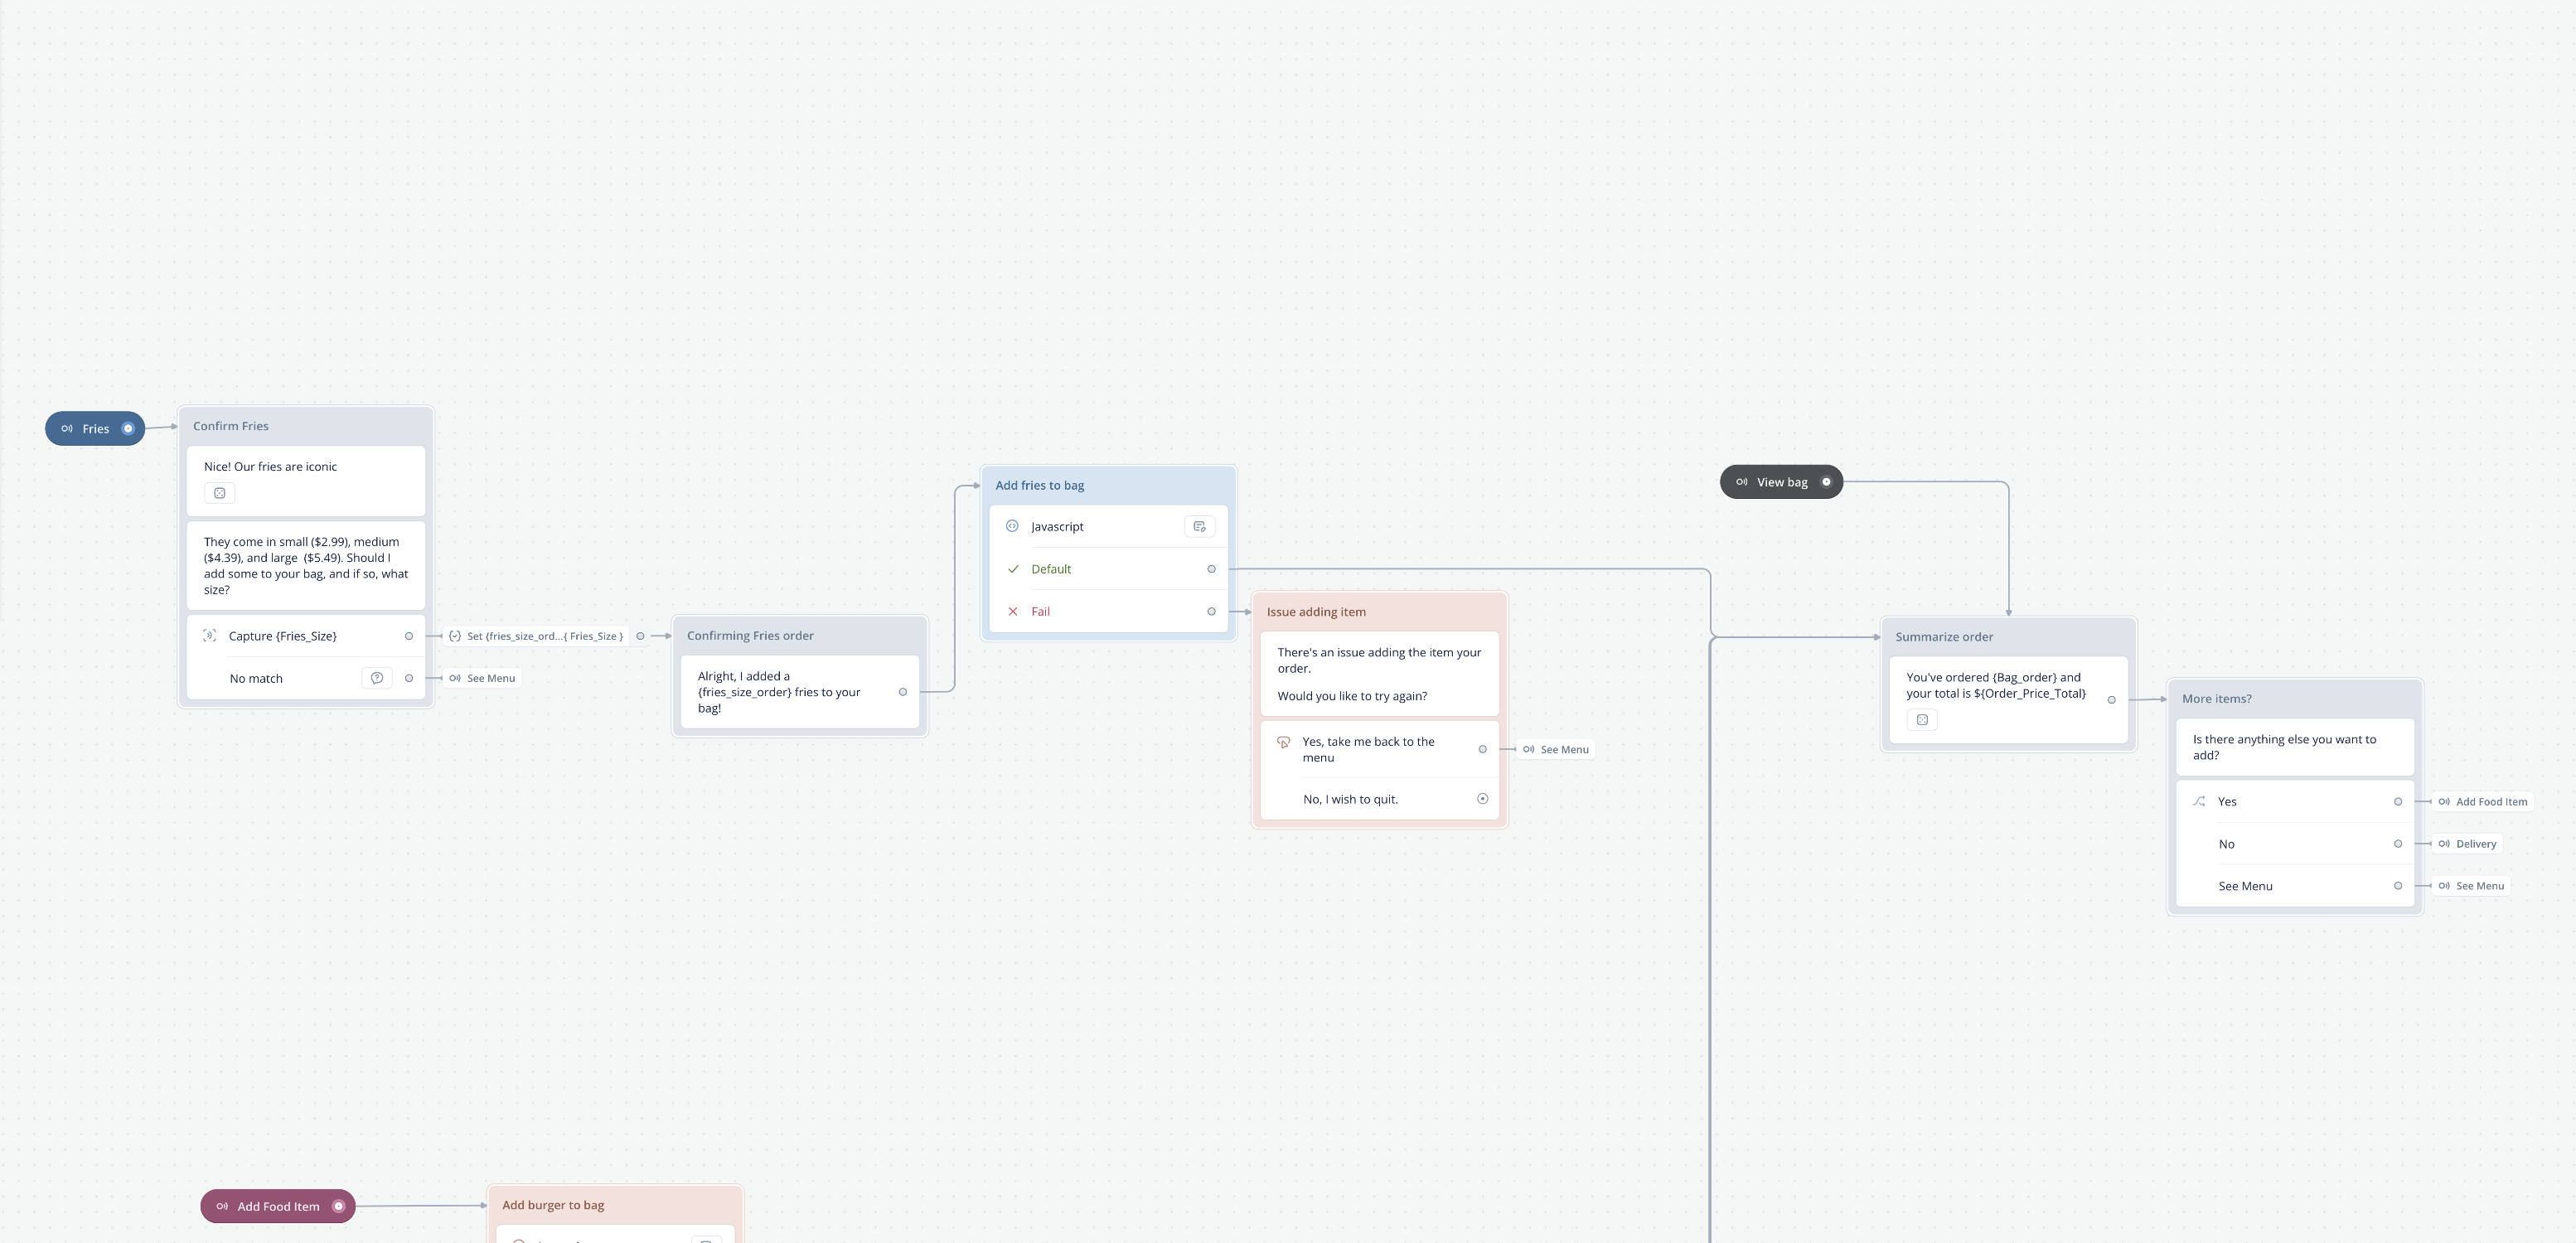 Fries
Confirm Fries
Nice! Our fries are iconic
They come in small ($2.99), medium
($4.39), and large  ($5.49). Should I
add some to your bag, and if so, what
size?
Capture {Fries_Size}
No match
Set {fries_size_ord...{ Fries_Size }
See Menu
Confirming Fries order
Alright, I added a
{fries_size_order} fries to your
bag!
Add fries to bag
Javascript
Default
Fail
Issue adding item
There's an issue adding the item your
order.
Would you like to try again?
Yes, take me back to the
menu
No, I wish to quit.
See Menu
View bag
Summarize order
You've ordered {Bag_order} and
your total is ${Order_Price_Total}
More items?
Is there anything else you want to
add?
Yes
Add Food Item
No
Delivery
See Menu
See Menu
Add Food Item
Add burger to bag